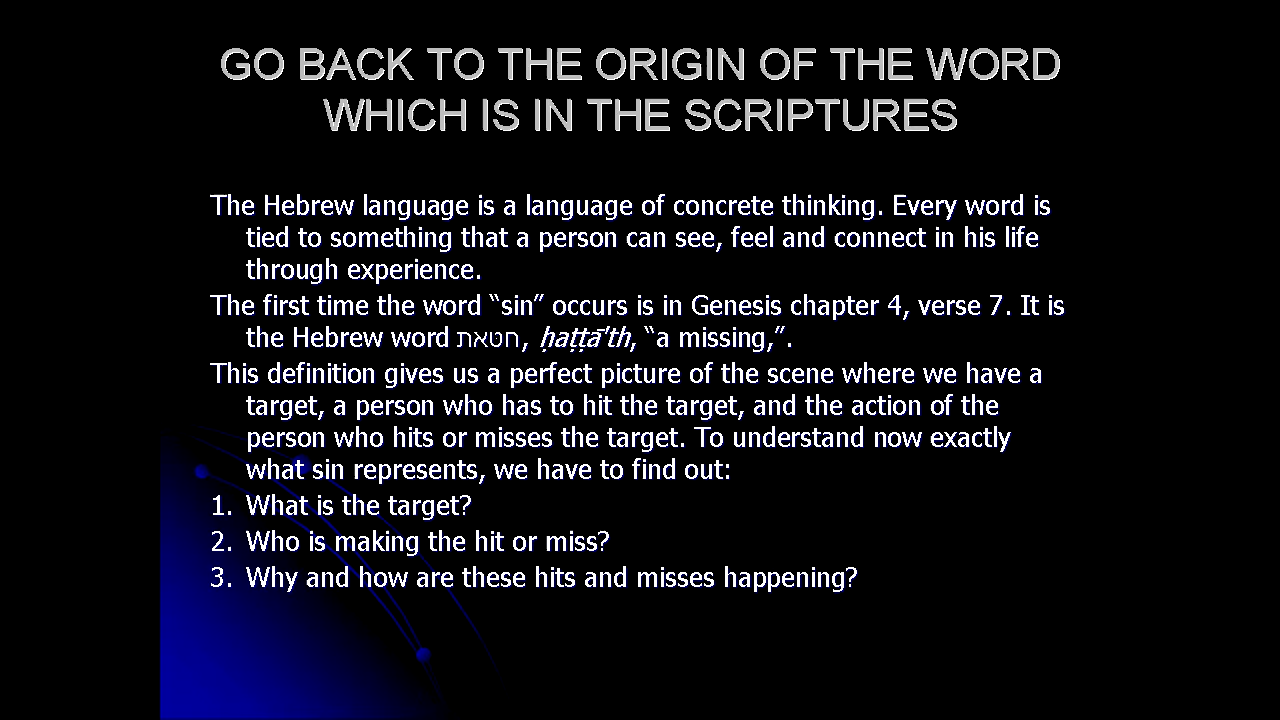 GO BACK TO THE ORIGIN OF THE WORD
WHICH IS IN THE SCRIPTURES
The Hebrew language is a language of concrete thinking. Every word is
tied to something that a person can see, feel and connect in his life
through experience.
The first time the word “sin” occurs is in Genesis chapter 4, verse 7. It is
the Hebrew word חטאת, ḥaṭṭā’th, “a missing,”.
This definition gives us a perfect picture of the scene where we have a
target, a person who has to hit the target, and the action of the
person who hits or misses the target. To understand now exactly
what sin represents, we have to find out:
1. What is the target?
2. Who is making the hit or miss?
3. Why and how are these hits and misses happening?